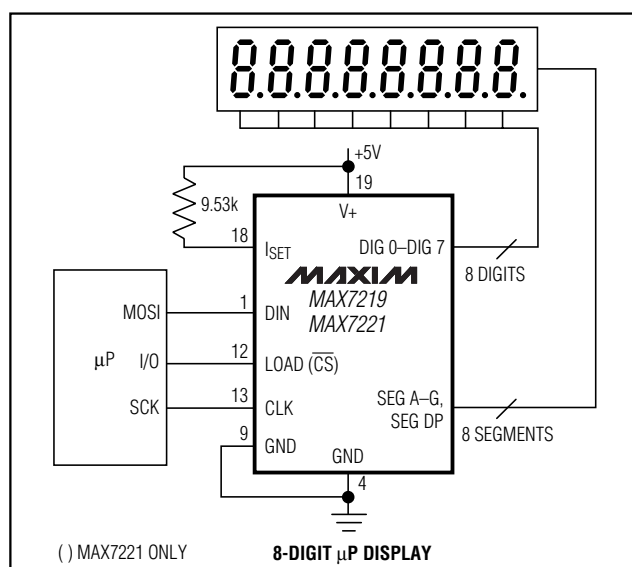 8.8.8.8.8.8.8.8.
+5V
19
9.53k
V+
18
ISET
DIG 0–DIG 7
8 DIGITS
MAXIM
MAX7219
MAX7221
MOSI
1
DIN
µP
I/O
12
LOAD (C̅S̅)
SCK
13
CLK
SEG A–G,
SEG DP
8 SEGMENTS
9
GND
GND
4
( ) MAX7221 ONLY
8-DIGIT µP DISPLAY